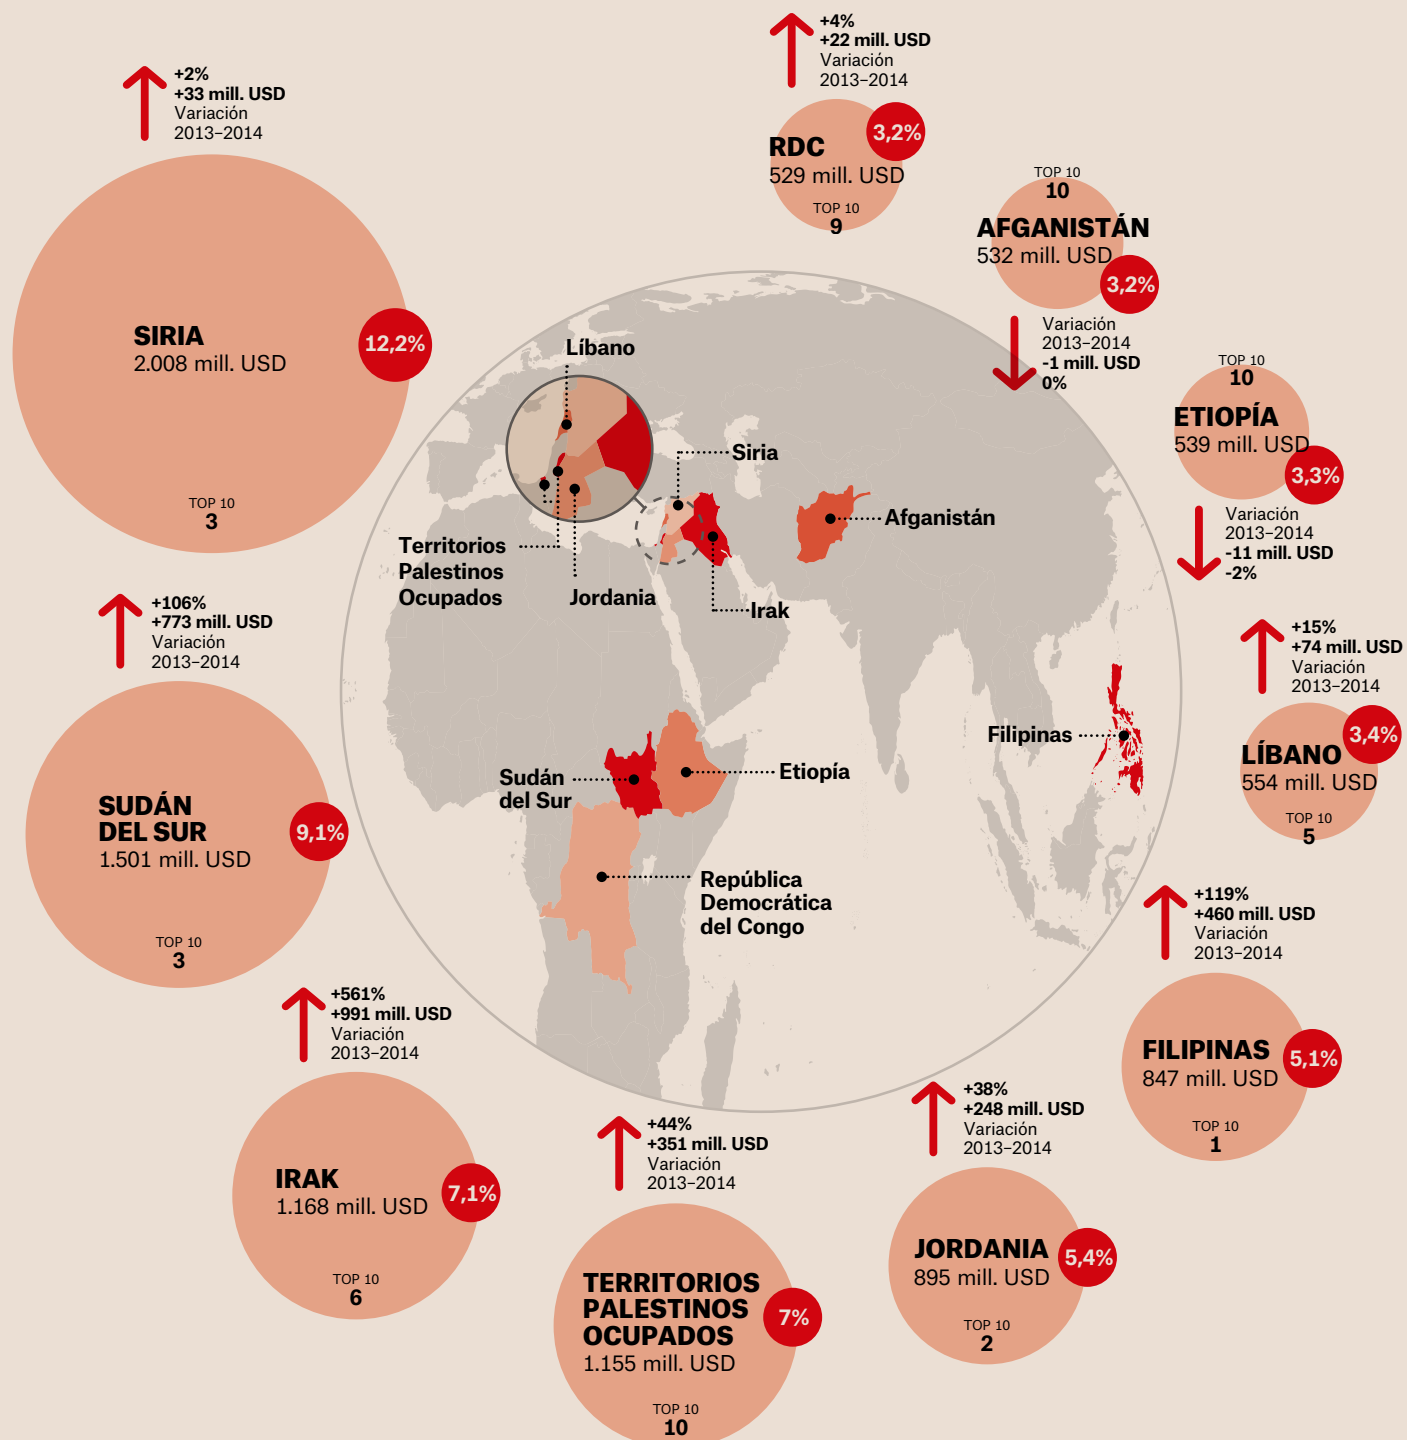 +2%
+33 mill. USD
Variación
2013–2014
SIRIA
2.008 mill. USD
12,2%
TOP 10
3
+4%
+22 mill. USD
Variación
2013–2014
RDC
529 mill. USD
3,2%
TOP 10
9
TOP 10
10
AFGANISTÁN
532 mill. USD
3,2%
Variación
2013–2014
-1 mill. USD
0%
TOP 10
10
ETIOPÍA
539 mill. USD
3,3%
Variación
2013–2014
-11 mill. USD
-2%
Líbano
Siria
Afganistán
Territorios
Palestinos
Ocupados
Jordania
Irak
Filipinas
Sudán
del Sur
Etiopía
República
Democrática
del Congo
+106%
+773 mill. USD
Variación
2013–2014
SUDÁN
DEL SUR
1.501 mill. USD
9,1%
TOP 10
3
+15%
+74 mill. USD
Variación
2013–2014
LÍBANO
554 mill. USD
3,4%
TOP 10
5
+119%
+460 mill. USD
Variación
2013–2014
FILIPINAS
847 mill. USD
5,1%
TOP 10
1
+561%
+991 mill. USD
Variación
2013–2014
IRAK
1.168 mill. USD
7,1%
TOP 10
6
+44%
+351 mill. USD
Variación
2013–2014
TERRITORIOS
PALESTINOS
OCUPADOS
1.155 mill. USD
7%
TOP 10
10
+38%
+248 mill. USD
Variación
2013–2014
JORDANIA
895 mill. USD
5,4%
TOP 10
2